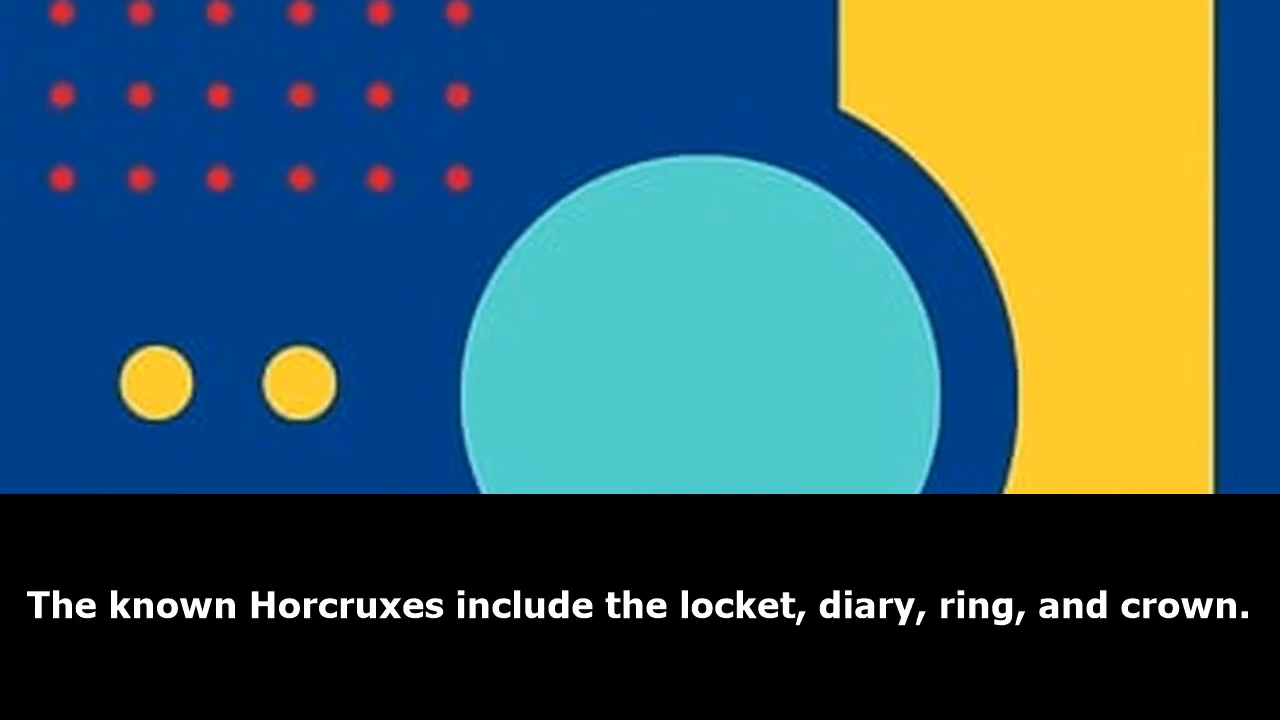 The known Horcruxes include the locket, diary, ring, and crown.